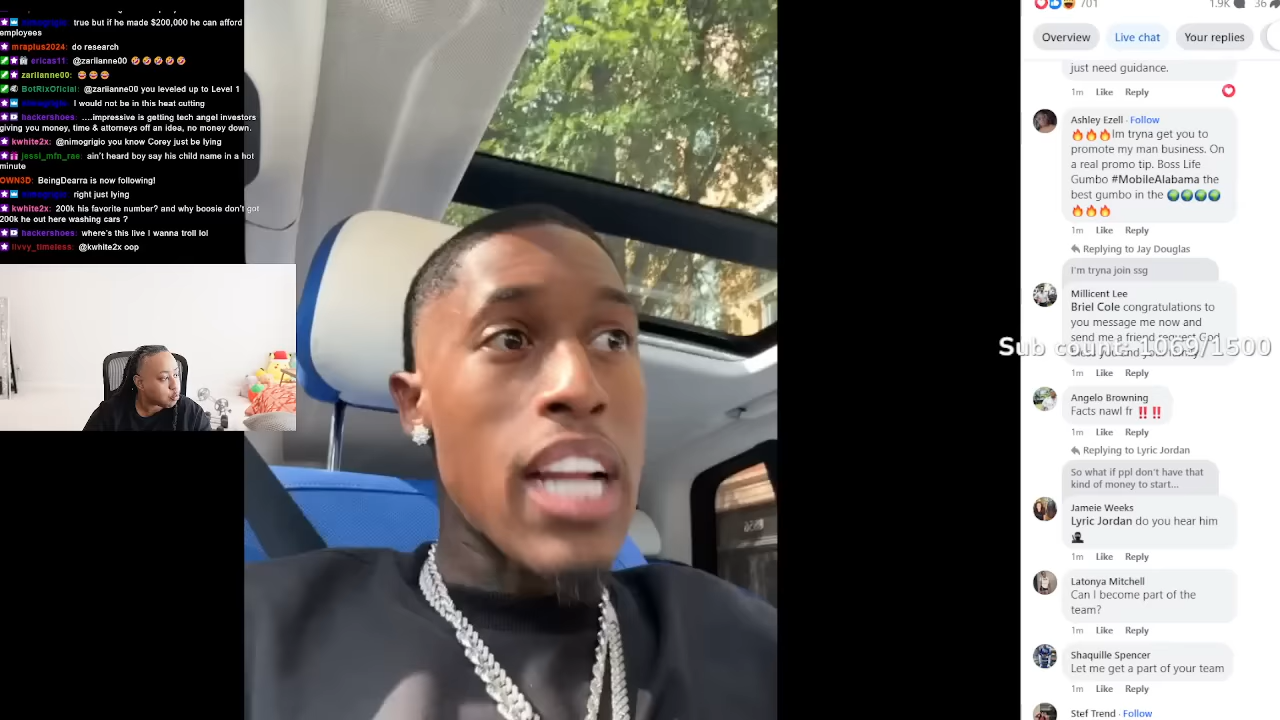 true but if he made $200,000 he can afford
employees
mraplus2024: do research
ericas11: @zarilanne00 🤣🤣🤣🤣🤣
zarilanne00: 😂😂😂
BotRixOficial: @zarilanne00 you leveled up to Level 1
I would not be in this heat cutting
hackershoes: ....impressive is getting tech angel investors
giving you money, time & attorneys off an idea, no money down.
kwhite2x: @nimogrigio you know Corey just be lying
jessi_mfn_rae: ain't heard boy say his child name in a hot
minute
OWN3D: BeingDearra is now following!
right just lying
kwhite2x: 200k his favorite number? and why boosie don't got
200k he out here washing cars ?
hackershoes: where's this live I wanna troll lol
livvy_timeless: @kwhite2x oop
701
1.9K
36
Overview
Live chat
Your replies
just need guidance.
1m Like Reply
Ashley Ezell · Follow
🔥🔥🔥Im tryna get you to
promote my man business. On
a real promo tip. Boss Life
Gumbo #MobileAlabama the
best gumbo in the 🌍🌍🌍🌍
🔥🔥🔥
1m Like Reply
Replying to Jay Douglas
I'm tryna join ssg
Millicent Lee
Briel Cole congratulations to
you message me now and
send me a friend request God
Sub count: /1500
1m Like Reply
Angelo Browning
Facts nawl fr ‼️‼️
1m Like Reply
Replying to Lyric Jordan
So what if ppl don't have that
kind of money to start...
Jameie Weeks
Lyric Jordan do you hear him
1m Like Reply
Latonya Mitchell
Can I become part of the
team?
1m Like Reply
Shaquille Spencer
Let me get a part of your team
1m Like Reply
Stef Trend · Follow